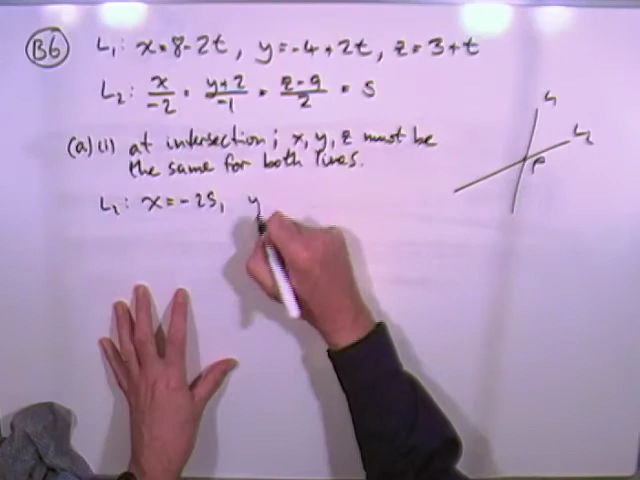 B6 L₁: x=8-2t, y=-4+2t, z=3+t
L₂: x/-2 = (y+2)/-1 = (z-9)/2 = s
(a)(i) at intersection; x, y, z must be
the same for both lines.
L₂: x=-2s, y
L₁
L₂
P